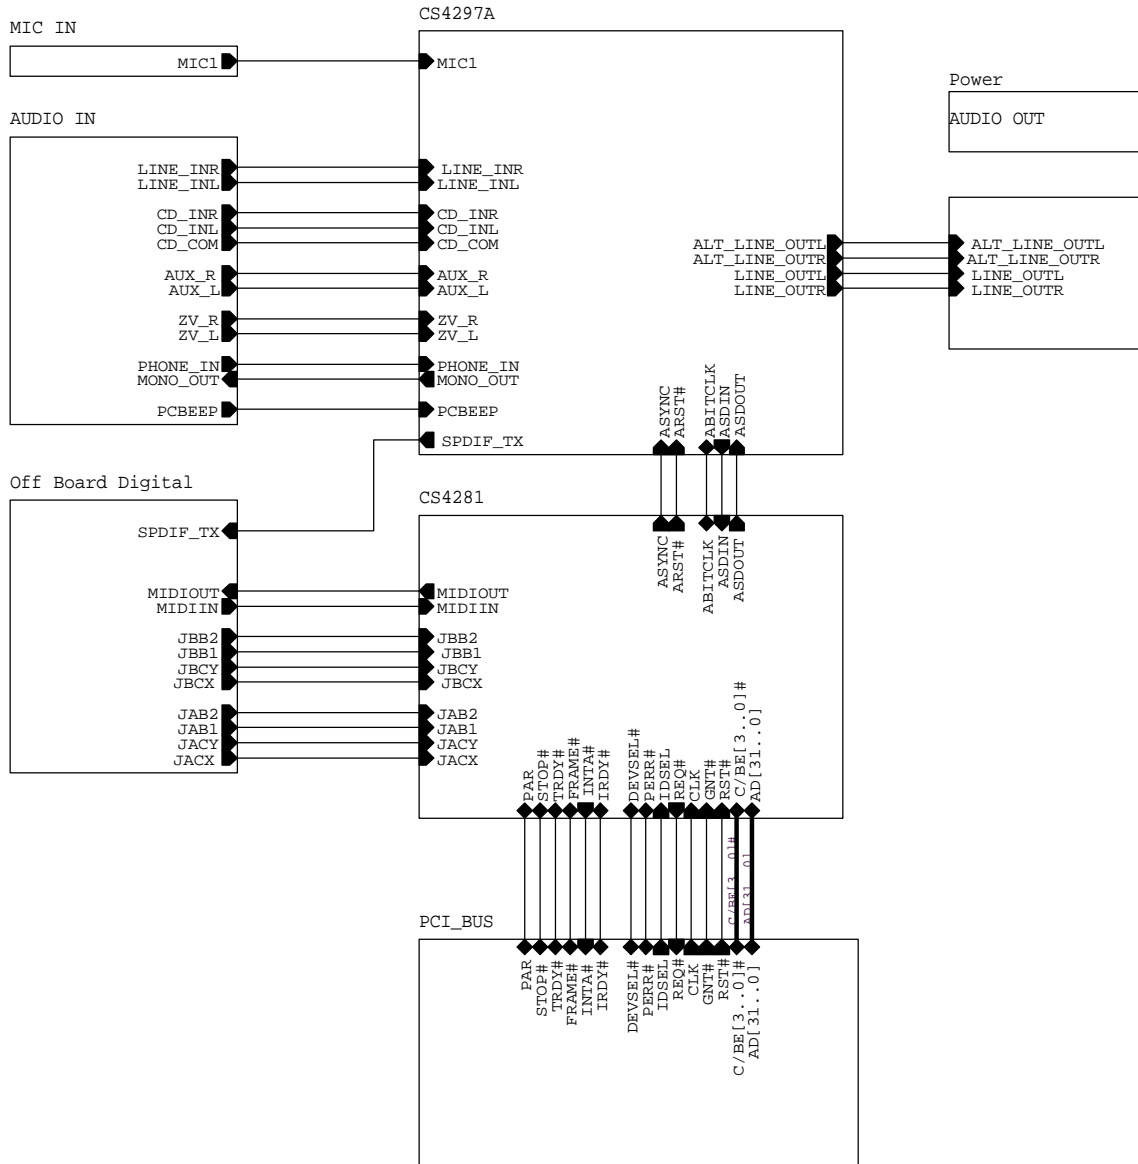 CS4297A
MIC IN
MIC1
MIC1
Power
AUDIO OUT
AUDIO IN
LINE_INR
LINE_INL
CD_INR
CD_INL
CD_COM
AUX_R
AUX_L
ZV_R
ZV_L
PHONE_IN
MONO_OUT
PCBEEP
LINE_INR
LINE_INL
CD_INR
CD_INL
CD_COM
AUX_R
AUX_L
ZV_R
ZV_L
PHONE_IN
MONO_OUT
PCBEEP
SPDIF_TX
ALT_LINE_OUTL
ALT_LINE_OUTR
LINE_OUTL
LINE_OUTR
ALT_LINE_OUTL
ALT_LINE_OUTR
LINE_OUTL
LINE_OUTR
ASYNC
ARST#
ABITCLK
ASDIN
ASDOUT
Off Board Digital
SPDIF_TX
MIDIOUT
MIDIIN
JBB2
JBB1
JBCY
JBCX
JAB2
JAB1
JACY
JACX
CS4281
MIDIOUT
MIDIIN
JBB2
JBB1
JBCY
JBCX
JAB2
JAB1
JACY
JACX
ASYNC
ARST#
ABITCLK
ASDIN
ASDOUT
PAR
STOP#
TRDY#
FRAME#
INTA#
IRDY#
DEVSEL#
PERR#
IDSEL
REQ#
CLK
GNT#
RST#
C/BE[3..0]#
AD[31..0]
C/BE[3..0]#
AD[31..0]
PCI_BUS
PAR
STOP#
TRDY#
FRAME#
INTA#
IRDY#
DEVSEL#
PERR#
IDSEL
REQ#
CLK
GNT#
RST#
C/BE[3..0]#
AD[31..0]